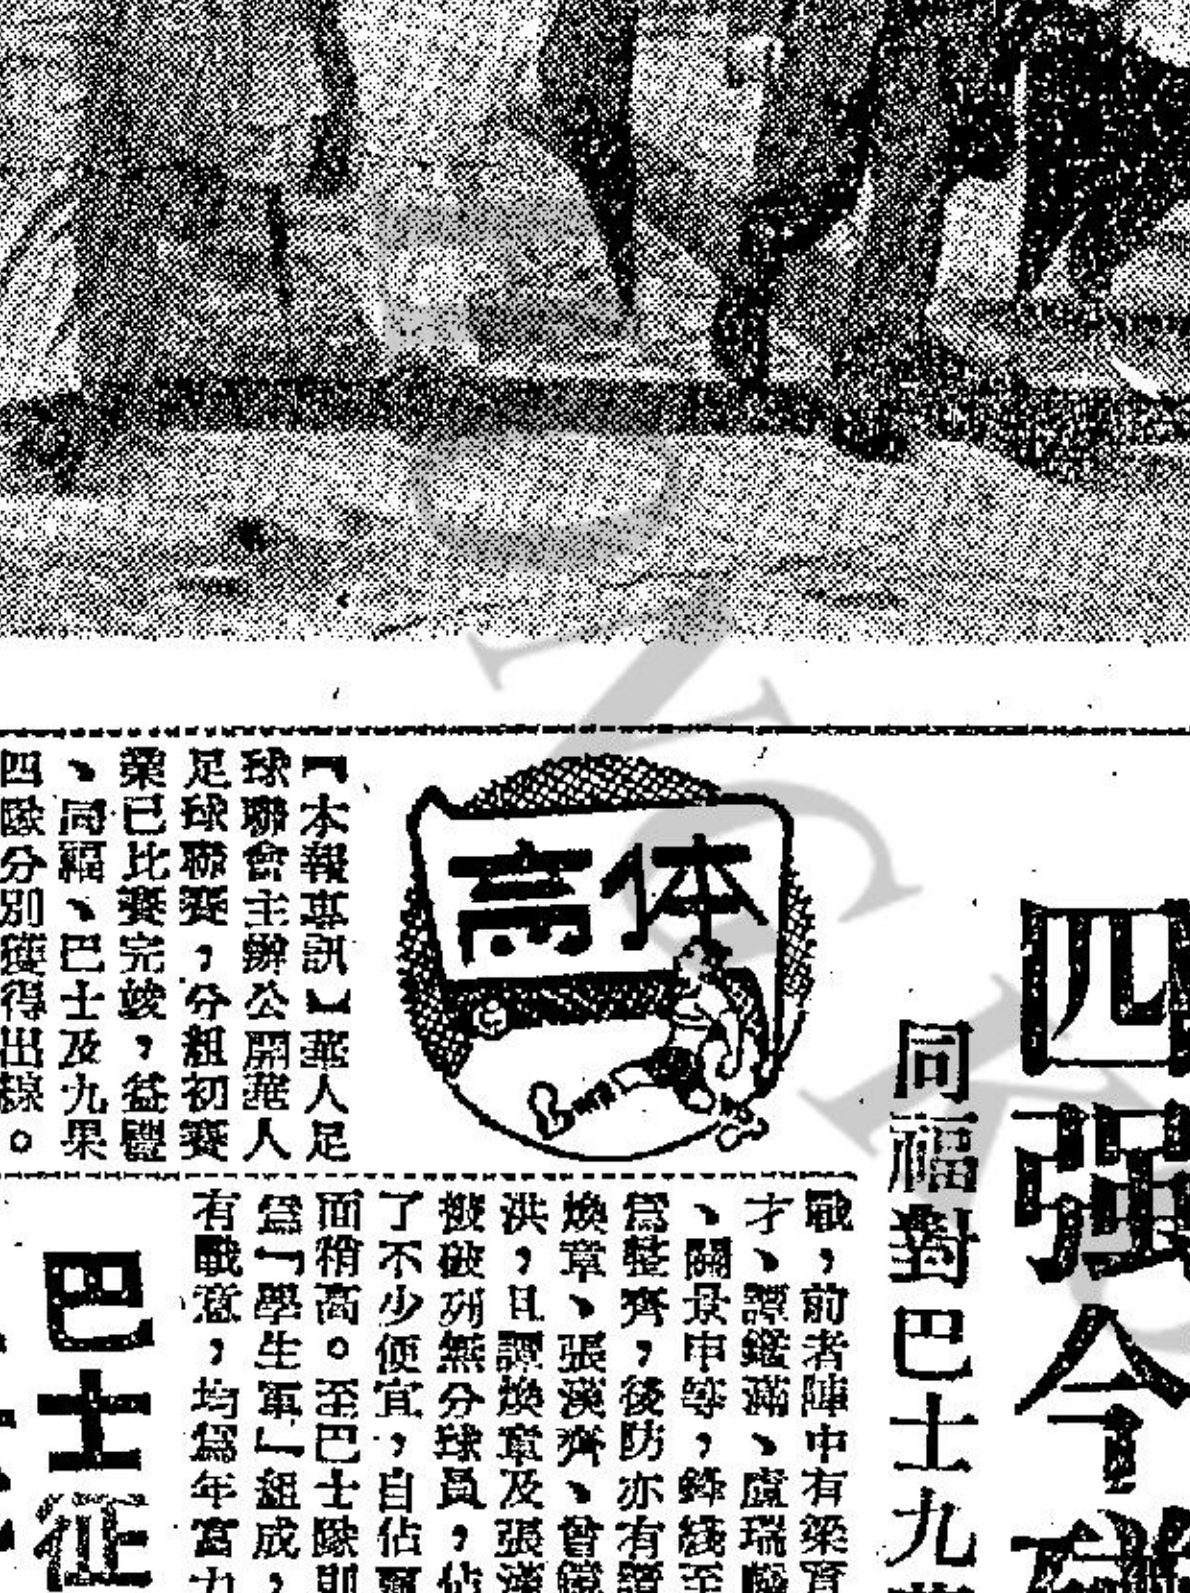 四强今
同福對巴士九
体高
【本報專訊】華人足
球聯會主辦公開華人
足球聯賽，分組初賽
業已比賽完竣，益豐
、同福、巴士及九果
四隊分別獲得出線。
戰，前者陣中有梁
才、譚鑑滿、盧瑞
、關景申等，鋒綫至
爲整齊，後防亦有譚
煥章、張漢齊、曾鏡
洪，且譚煥章及張漢
搬破列無分球員，佔
了不少便宜，自佔
面稍高。至巴士隊則
爲「學生軍」組成，
有戰意，均爲年富力
巴士征